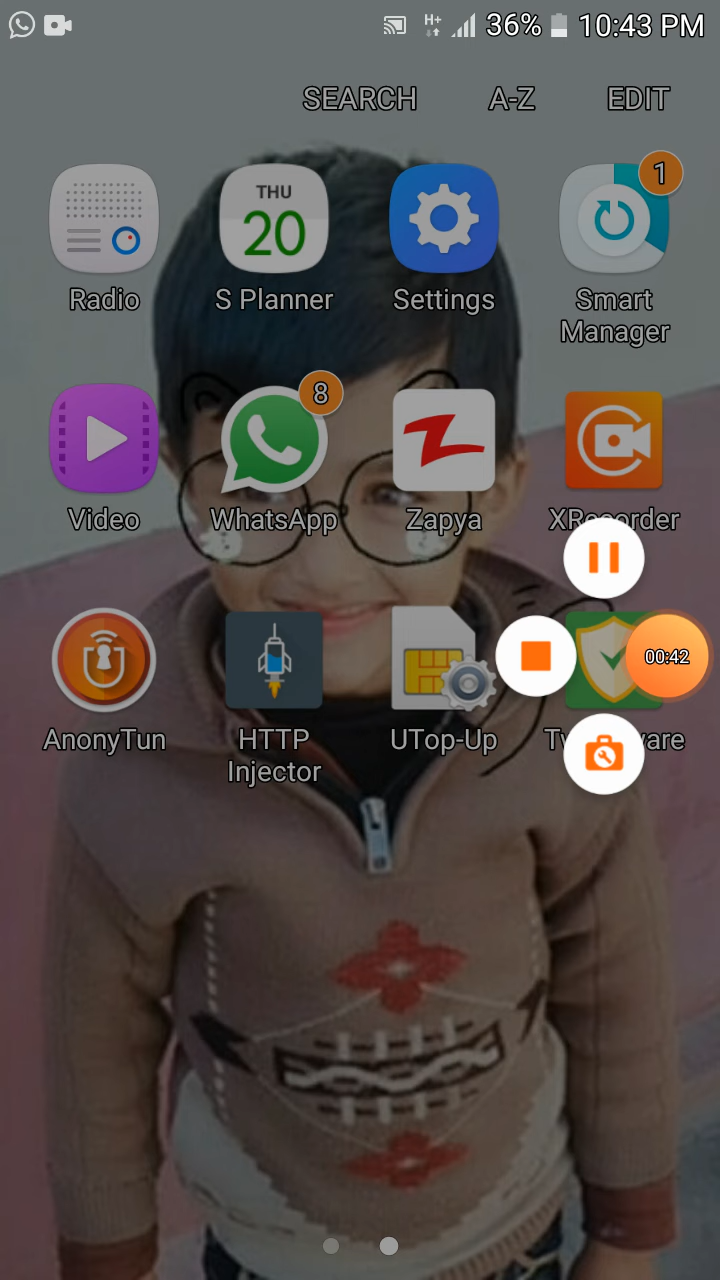 36% 10:43 PM
SEARCH A-Z EDIT
THU
20
1
Radio S Planner Settings Smart Manager
8
Video WhatsApp Zapya XRecorder
00:42
AnonyTun HTTP Injector UTop-Up